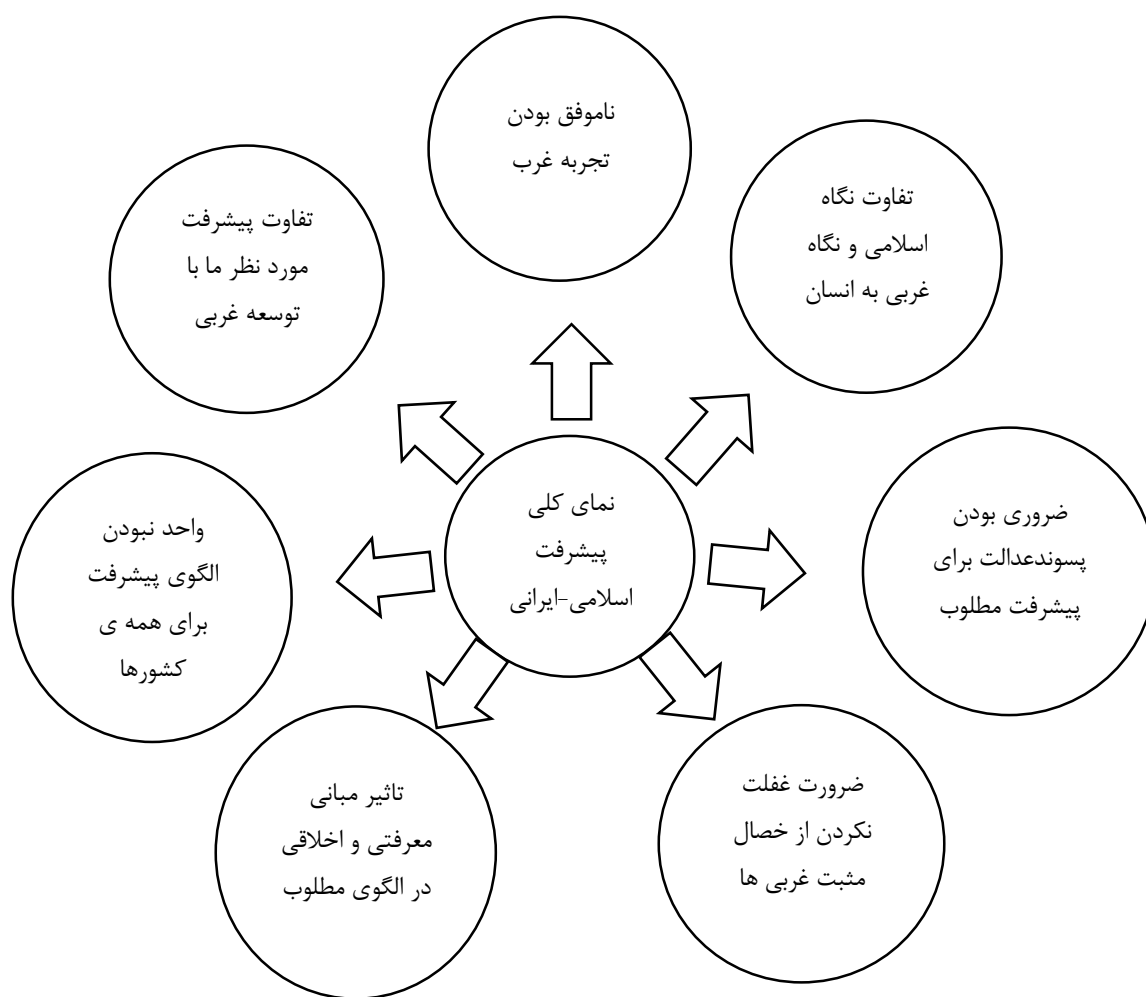 ناموفق بودن
تجربه غرب
تفاوت نگاه
اسلامی و نگاه
غربی به انسان
ضروری بودن
پسوندعدالت برای
پیشرفت مطلوب
ضرورت غفلت
نکردن از خصال
مثبت غربی ها
تاثیر مبانی
معرفتی و اخلاقی
در الگوی مطلوب
واحد نبودن
الگوی پیشرفت
برای همه ی
کشورها
تفاوت پیشرفت
مورد نظر ما با
توسعه غربی
نمای کلی
پیشرفت
اسلامی-ایرانی